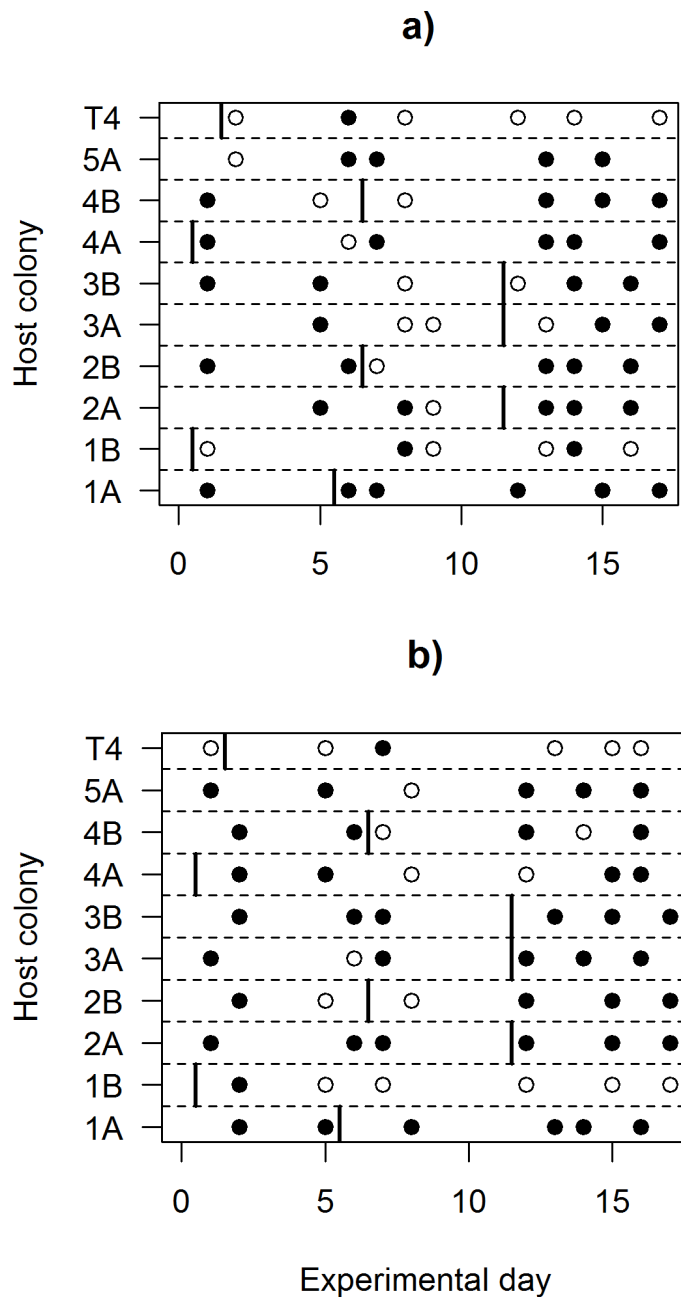 a)
Host colony
T4
5A
4B
4A
3B
3A
2B
2A
1B
1A
0 5 10 15
b)
Host colony
T4
5A
4B
4A
3B
3A
2B
2A
1B
1A
0 5 10 15
Experimental day